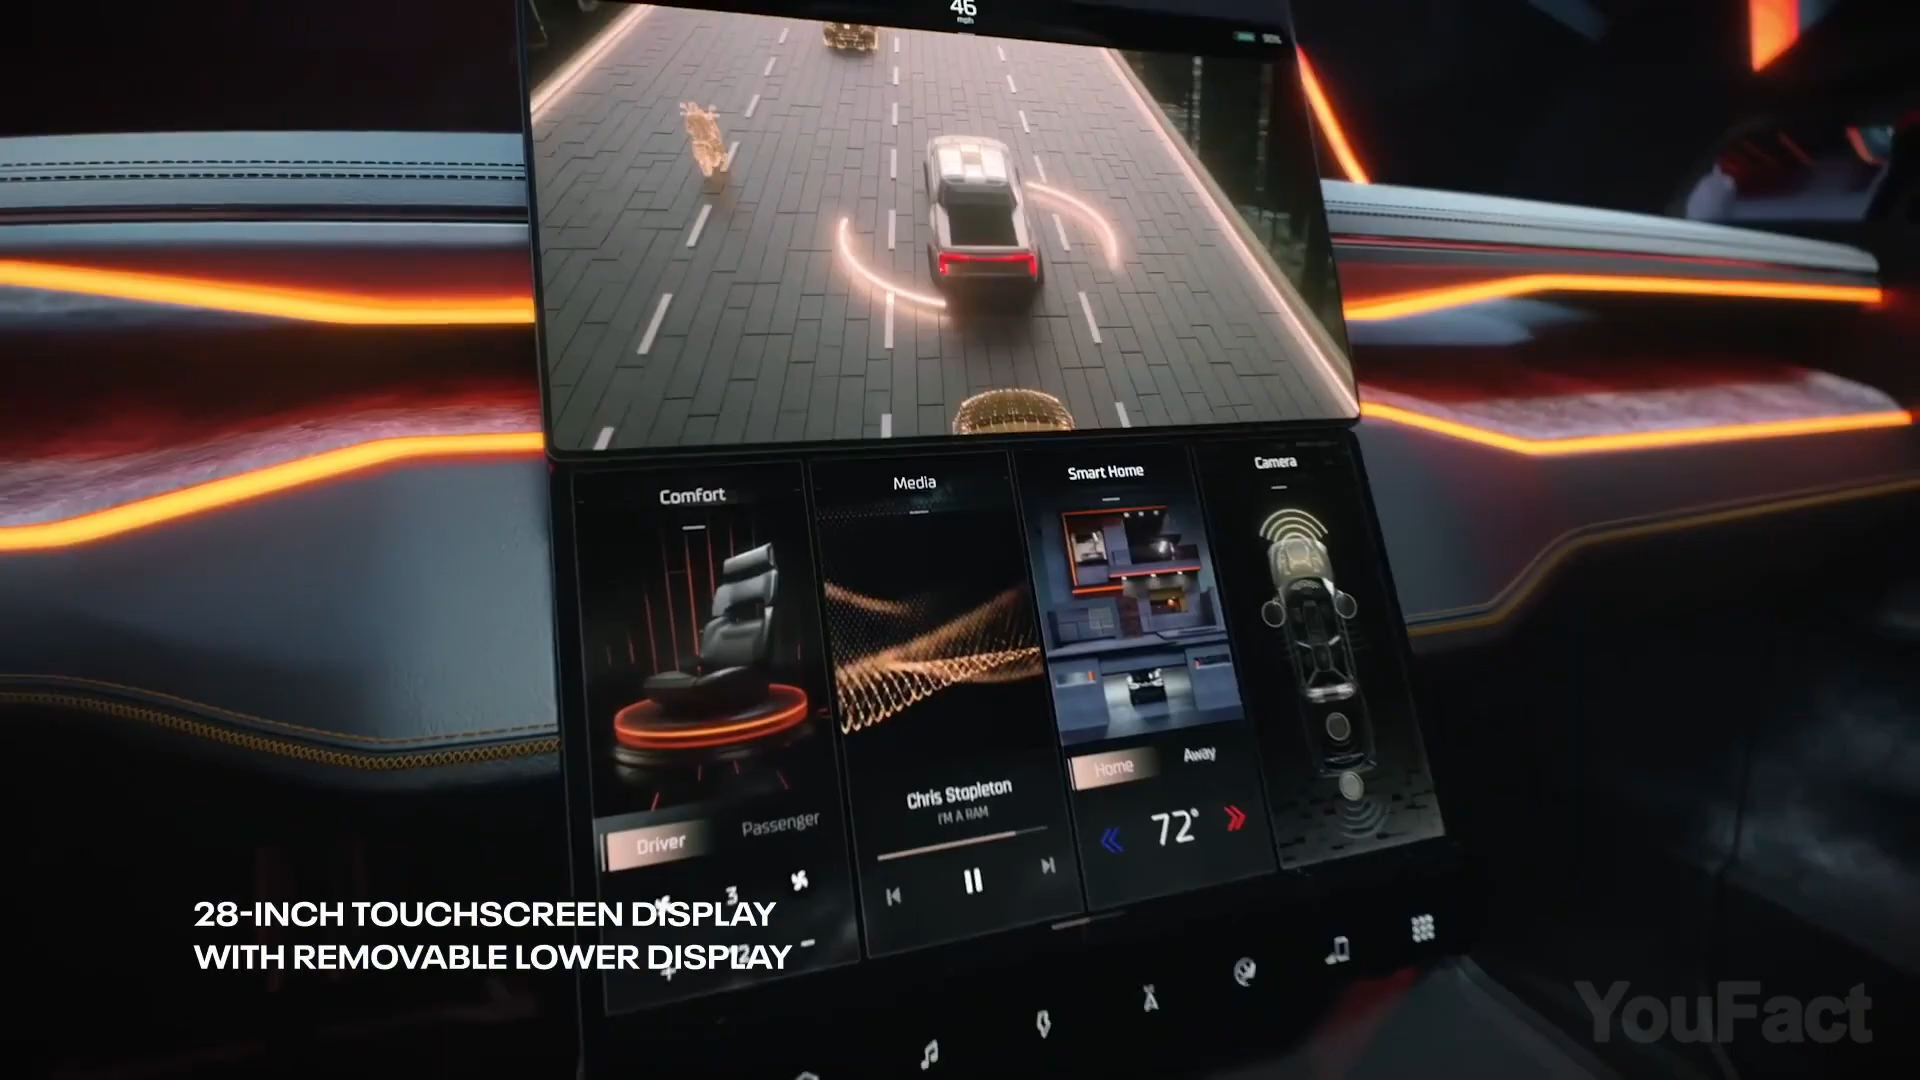 46
mph
Comfort
Media
Smart Home
Camera
Home
Away
Chris Stapleton
I'M A RAM
Driver
Passenger
72°
3
28-INCH TOUCHSCREEN DISPLAY
WITH REMOVABLE LOWER DISPLAY
YouFact